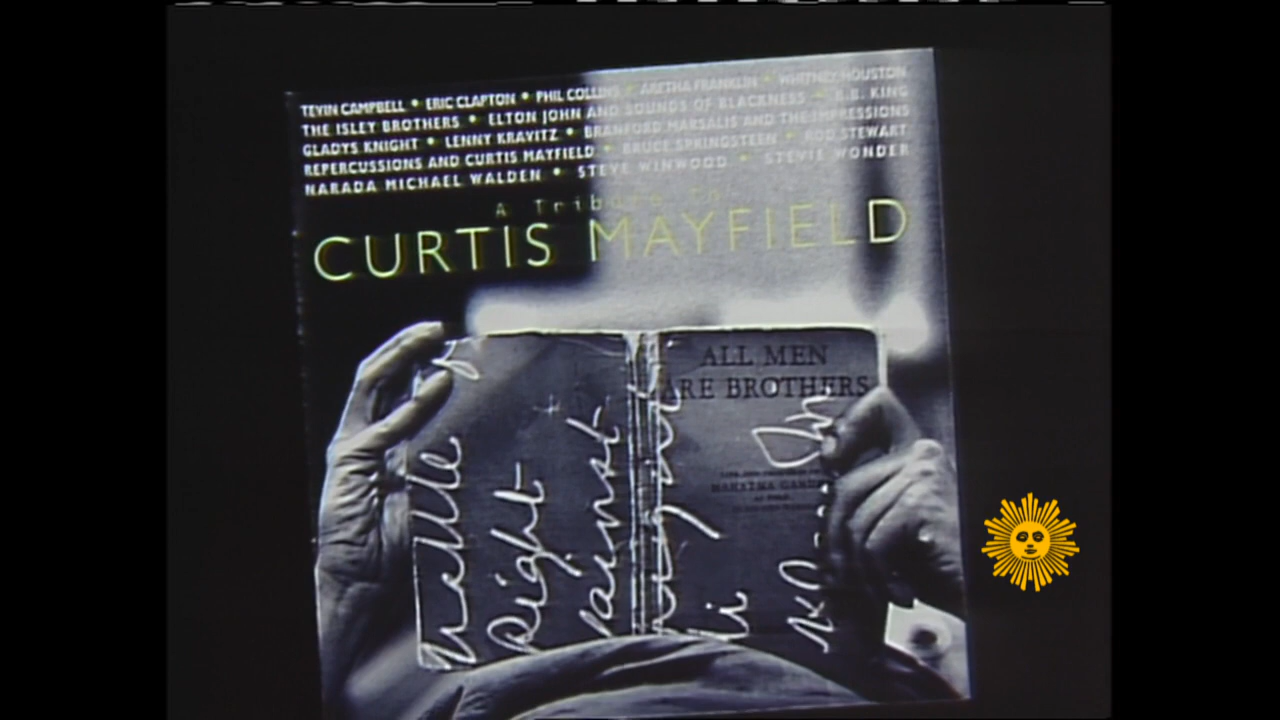 TEVIN CAMPBELL • ERIC CLAPTON • PHIL COLLINS • ARETHA FRANKLIN • WHITNEY HOUSTON
THE ISLEY BROTHERS • ELTON JOHN AND SOUNDS OF BLACKNESS • B.B. KING
GLADYS KNIGHT • LENNY KRAVITZ • BRANFORD MARSALIS AND THE IMPRESSIONS
REPERCUSSIONS AND CURTIS MAYFIELD • BRUCE SPRINGSTEEN • ROD STEWART
NARADA MICHAEL WALDEN • STEVE WINWOOD • STEVIE WONDER
A Tribute To
CURTIS MAYFIELD
ALL MEN
ARE BROTHERS
MAHATMA GANDHI
Right